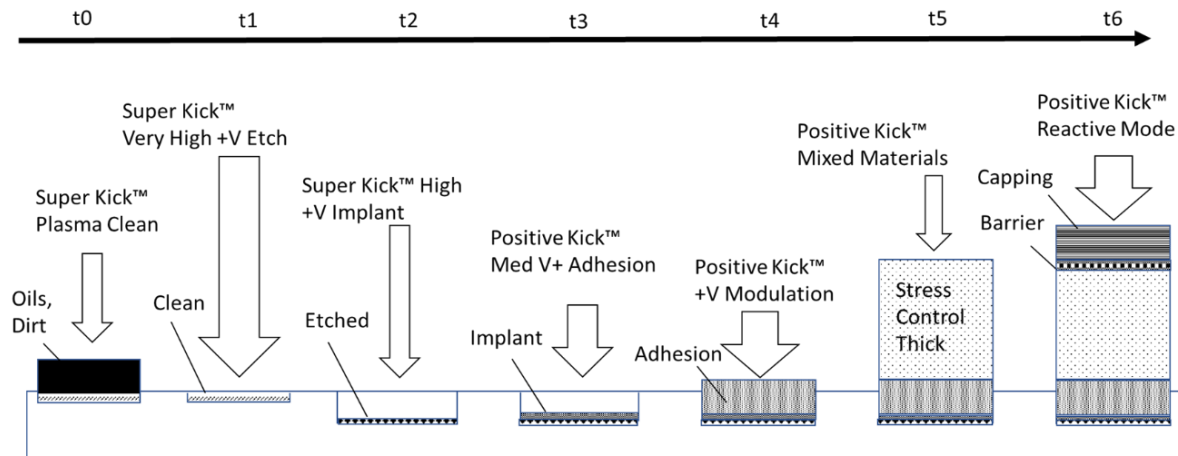 t0
t1
t2
t3
t4
t5
t6
Super Kick™
Plasma Clean
Oils,
Dirt
Super Kick™
Very High +V Etch
Clean
Super Kick™ High
+V Implant
Etched
Positive Kick™
Med V+ Adhesion
Implant
Positive Kick™
+V Modulation
Adhesion
Positive Kick™
Mixed Materials
Stress
Control
Thick
Positive Kick™
Reactive Mode
Capping
Barrier